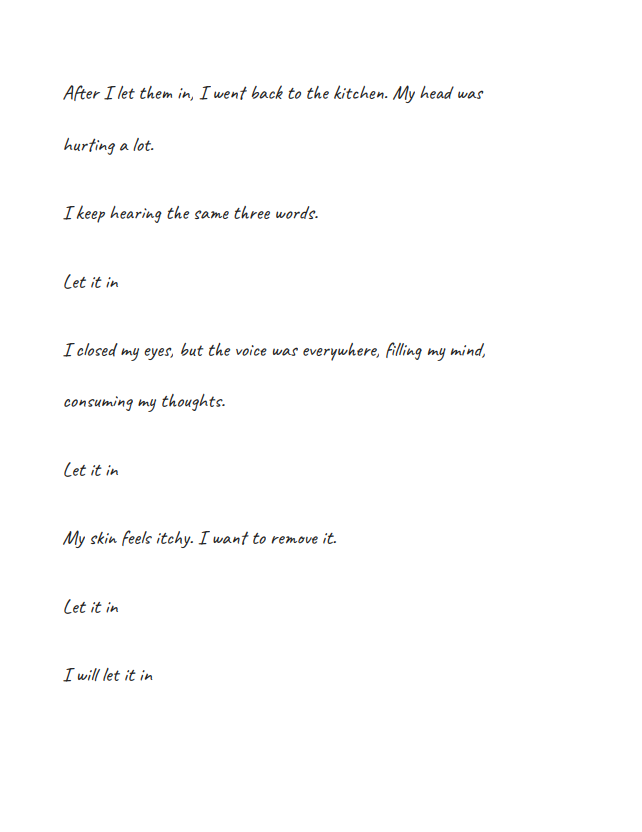 After I let them in, I went back to the kitchen. My head was
hurting a lot.
I keep hearing the same three words.
Let it in
I closed my eyes, but the voice was everywhere, filling my mind,
consuming my thoughts.
Let it in
My skin feels itchy. I want to remove it.
Let it in
I will let it in